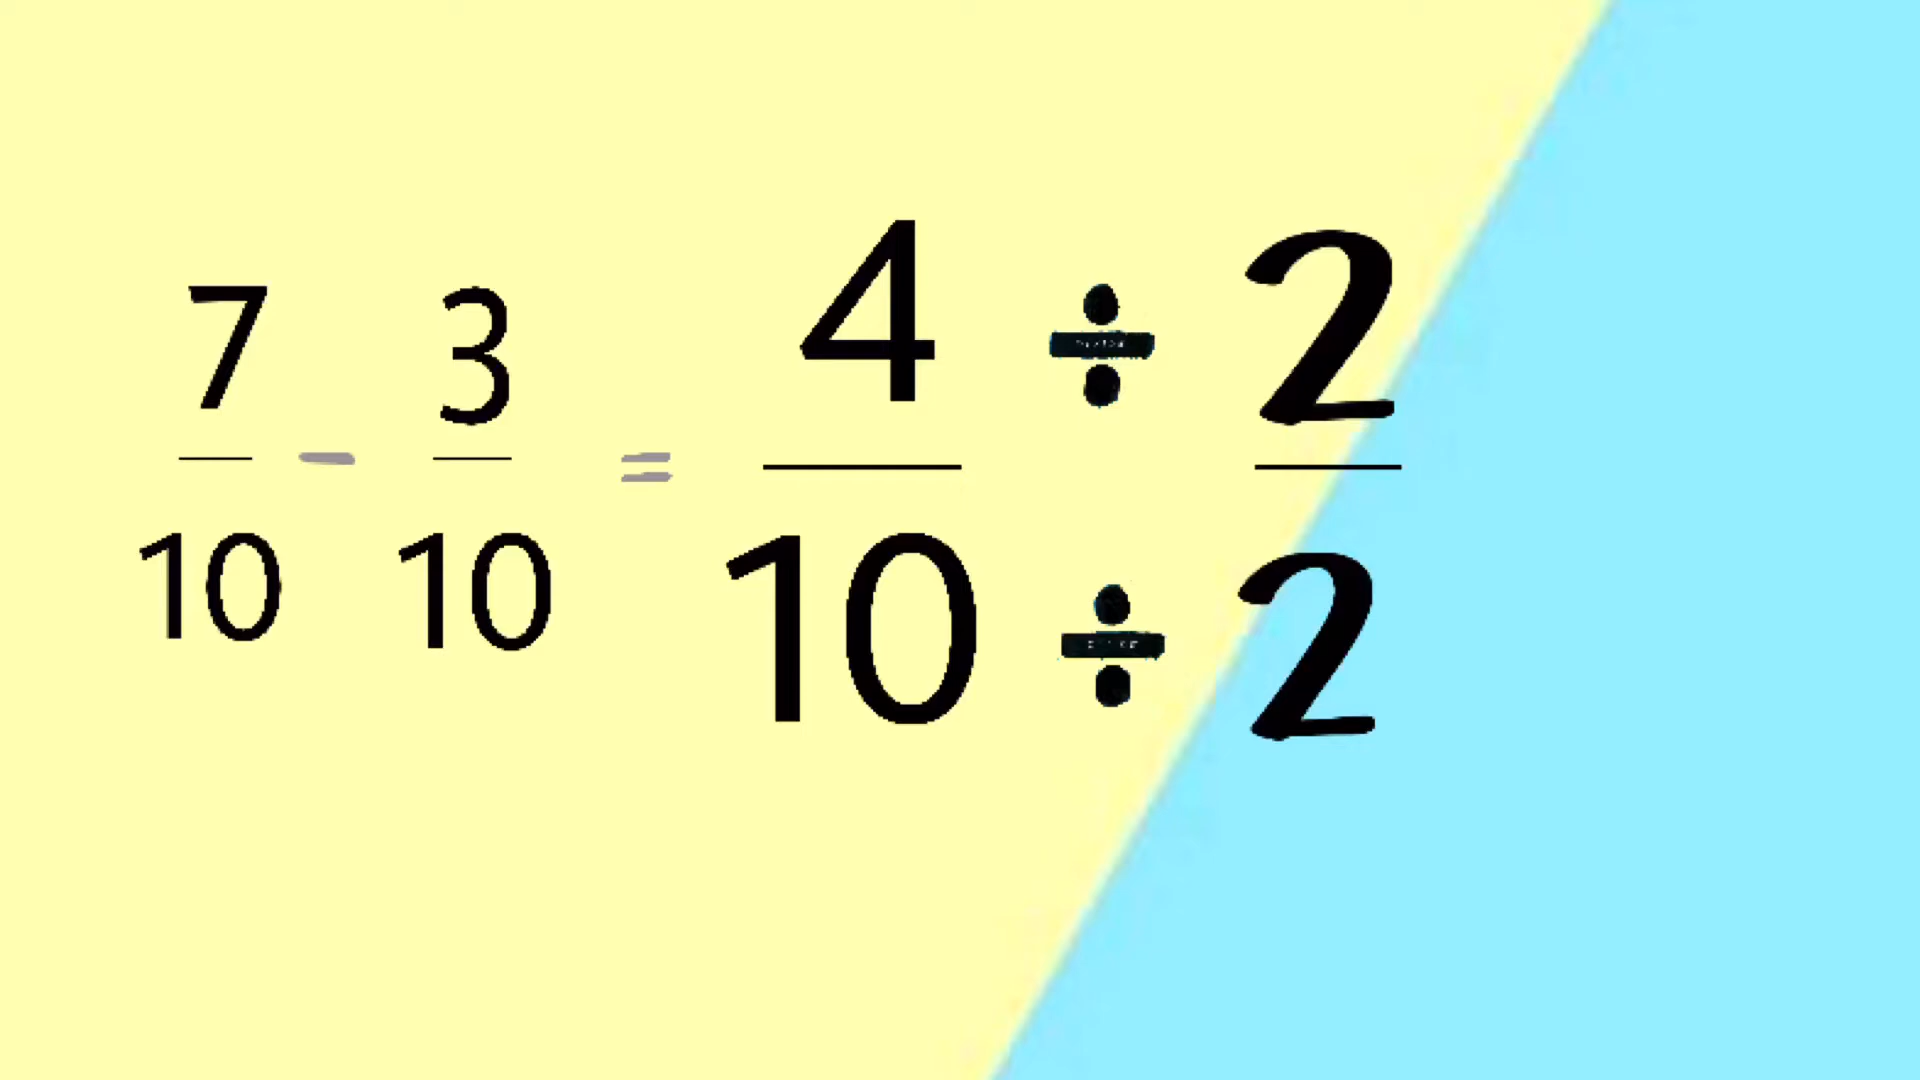 7 3 4 ÷ 2
— - — = — —
10 10 10 ÷ 2